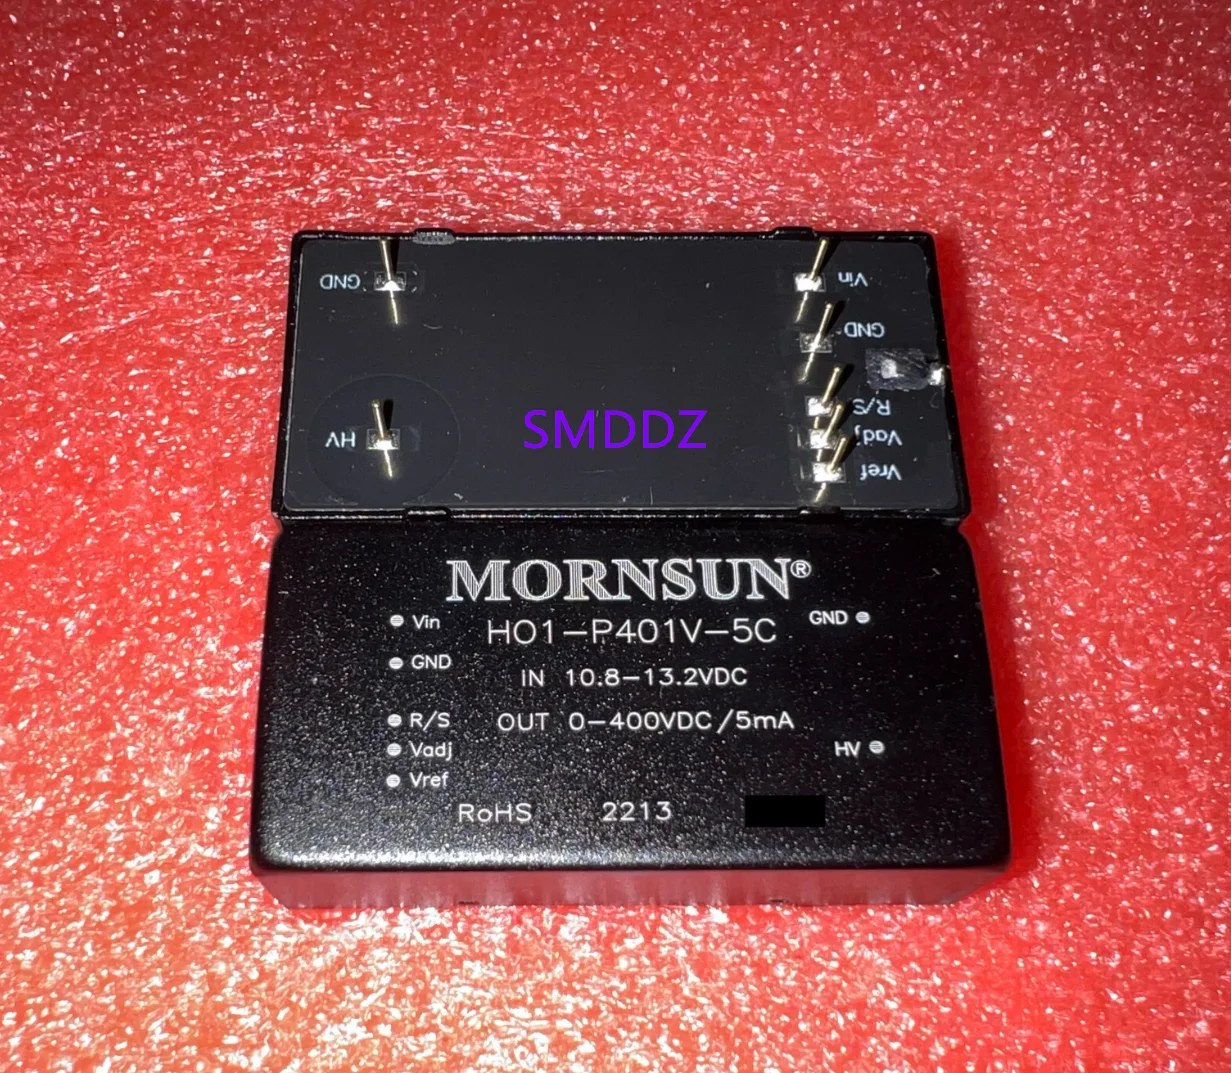 GND
Vin
GND
R/S
HV
SMDDZ
Vadj
Vref
MORNSUN®
Vin
HO1-P401V-5C
GND
GND
IN 10.8-13.2VDC
R/S
OUT 0-400VDC/5mA
Vadj
HV
Vref
RoHS 2213